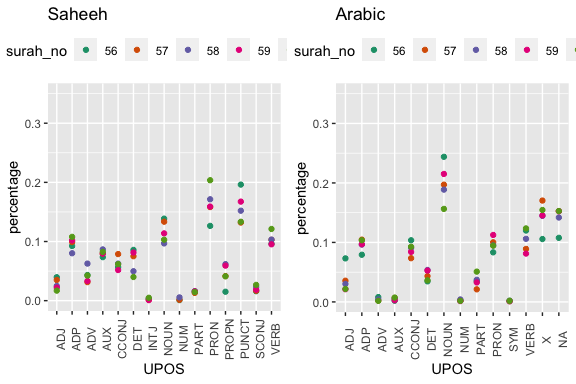 Saheeh
surah_no 56 57 58 59
0.3
0.2
0.1
0.0
percentage
ADJ
ADP
ADV
AUX
CCONJ
DET
INTJ
NOUN
NUM
PART
PRON
PROPN
PUNCT
SCONJ
VERB
UPOS
Arabic
surah_no 56 57 58 59
0.3
0.2
0.1
0.0
percentage
ADJ
ADP
ADV
AUX
CCONJ
DET
NOUN
NUM
PART
PRON
SYM
VERB
X
NA
UPOS